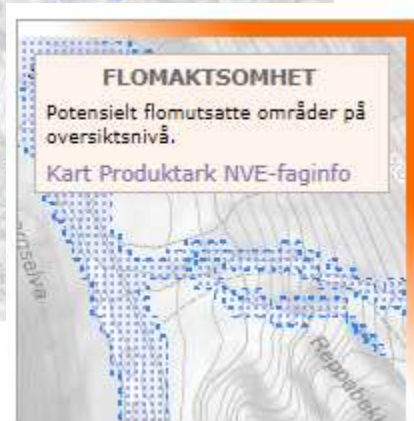 FLOMAKTSOMHET
Potensielt flomutsatte områder på
oversiktsnivå.
Kart Produktark NVE-faginfo